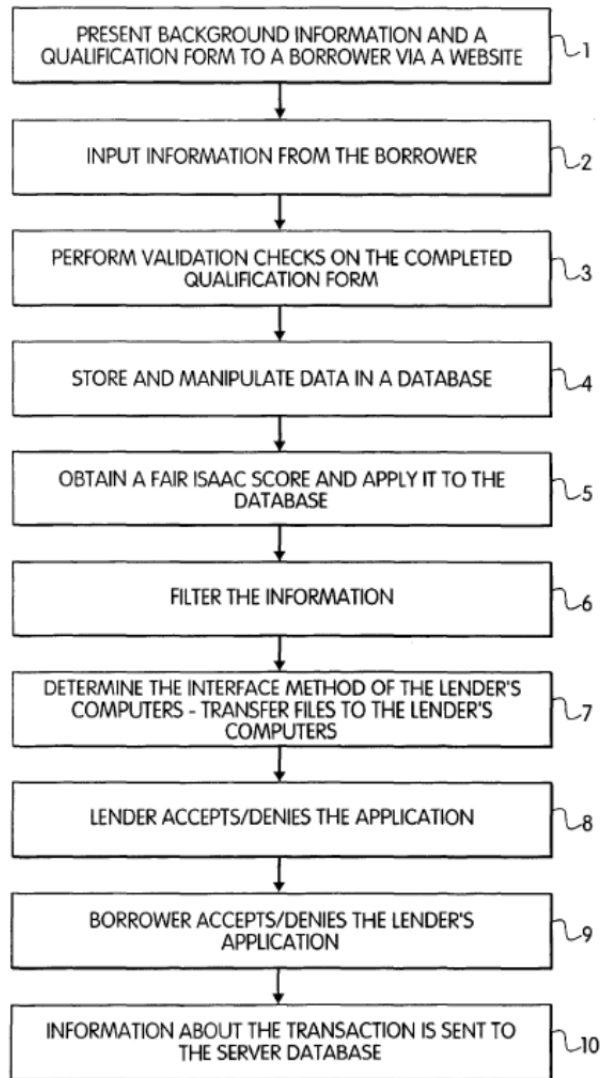 PRESENT BACKGROUND INFORMATION AND A
QUALIFICATION FORM TO A BORROWER VIA A WEBSITE
1
INPUT INFORMATION FROM THE BORROWER
2
PERFORM VALIDATION CHECKS ON THE COMPLETED
QUALIFICATION FORM
3
STORE AND MANIPULATE DATA IN A DATABASE
4
OBTAIN A FAIR ISAAC SCORE AND APPLY IT TO THE
DATABASE
5
FILTER THE INFORMATION
6
DETERMINE THE INTERFACE METHOD OF THE LENDER'S
COMPUTERS - TRANSFER FILES TO THE LENDER'S
COMPUTERS
7
LENDER ACCEPTS/DENIES THE APPLICATION
8
BORROWER ACCEPTS/DENIES THE LENDER'S
APPLICATION
9
INFORMATION ABOUT THE TRANSACTION IS SENT TO
THE SERVER DATABASE
10